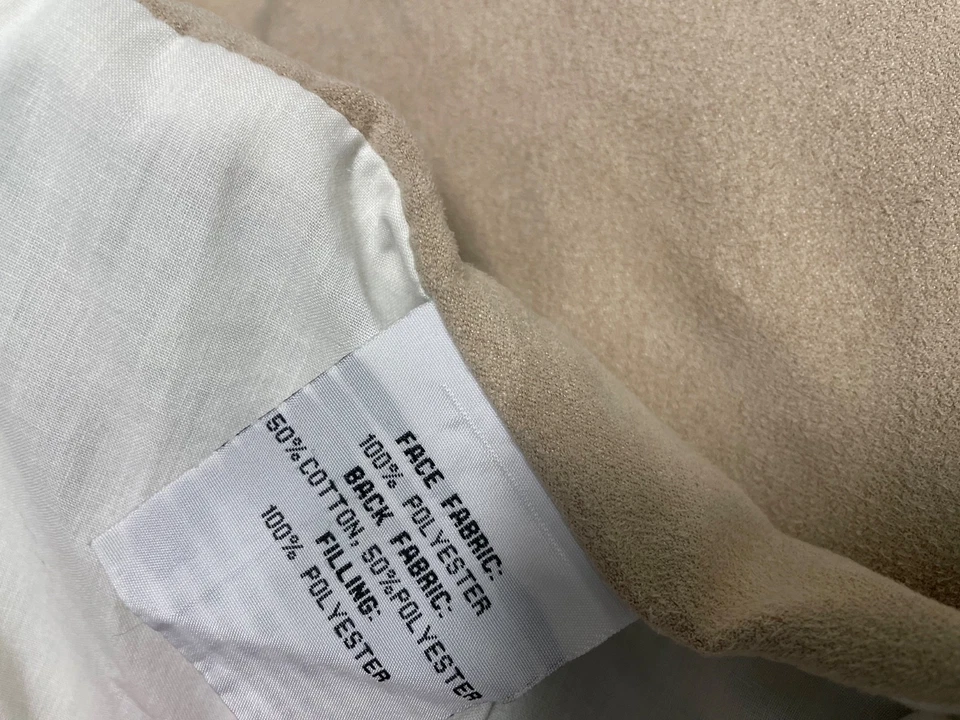 FACE FABRIC:
100% POLYESTER
BACK FABRIC:
50%COTTON, 50%POLYESTER
FILLING:
100% POLYESTER